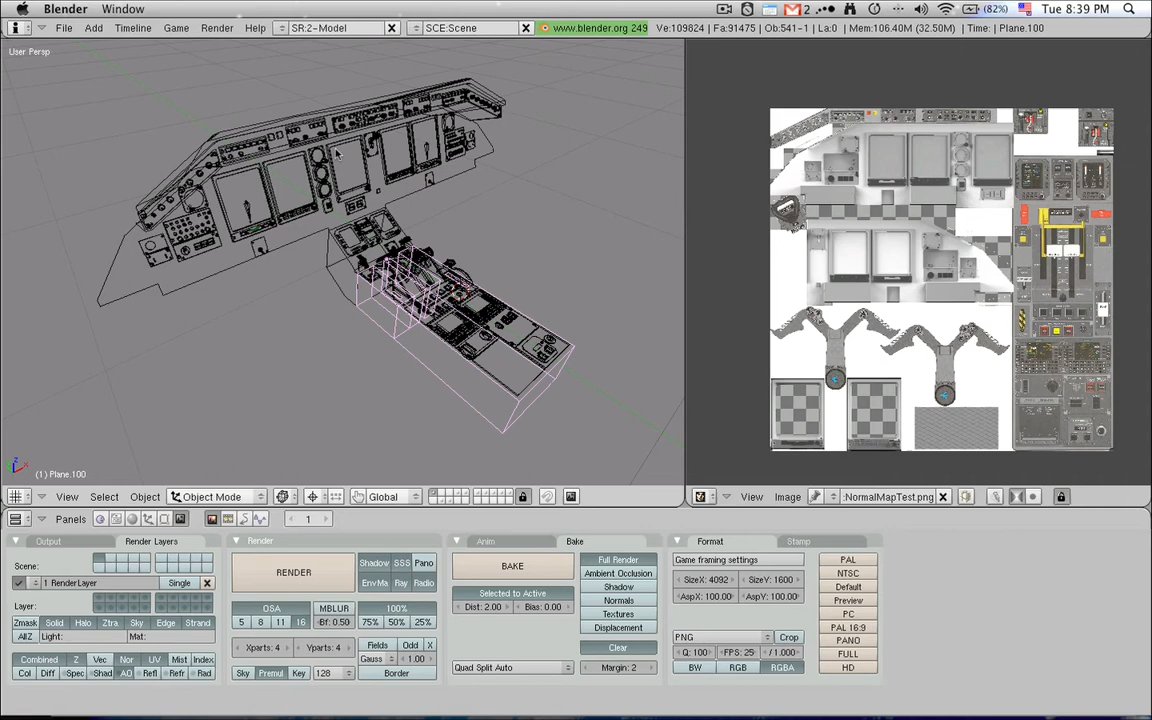 Blender Window 2 (82%) Tue 8:39 PM
File Add Timeline Game Render Help SR:2-Model SCE:Scene www.blender.org 249 Ve:109824 | Fa:91475 | Ob:541-1 | La:0 | Mem:106.40M (32.50M) | Time: | Plane.100
User Persp
(1) Plane.100
View Select Object Object Mode Global View Image :NormalMapTest.png
Panels 1
Output Render Layers Render Anim Bake Format Stamp
Scene: RENDER Shadow SSS Pano BAKE Full Render Game framing settings PAL
EnvMa Ray Radio Ambient Occlusion NTSC
1 RenderLayer Single Shadow SizeX: 4092 SizeY: 1600 Default
Layer: OSA MBLUR 100% Selected to Active Normals AspX: 100.00 AspY: 100.00 Preview
5 8 11 16 Bf: 0.50 75% 50% 25% Dist: 2.00 Bias: 0.00 Textures PC
Zmask Solid Halo Ztra Sky Edge Strand Displacement PAL 16:9
AllZ Light: Mat: Xparts: 4 Yparts: 4 Fields Odd X Clear PNG Crop PANO
Combined Z Vec Nor UV Mist Index Gauss 1.00 Q: 100 FPS: 25 / 1.000 FULL
Col Diff Spec Shad AO Refl Refr Rad Sky Premul Key 128 Border Quad Split Auto Margin: 2 BW RGB RGBA HD